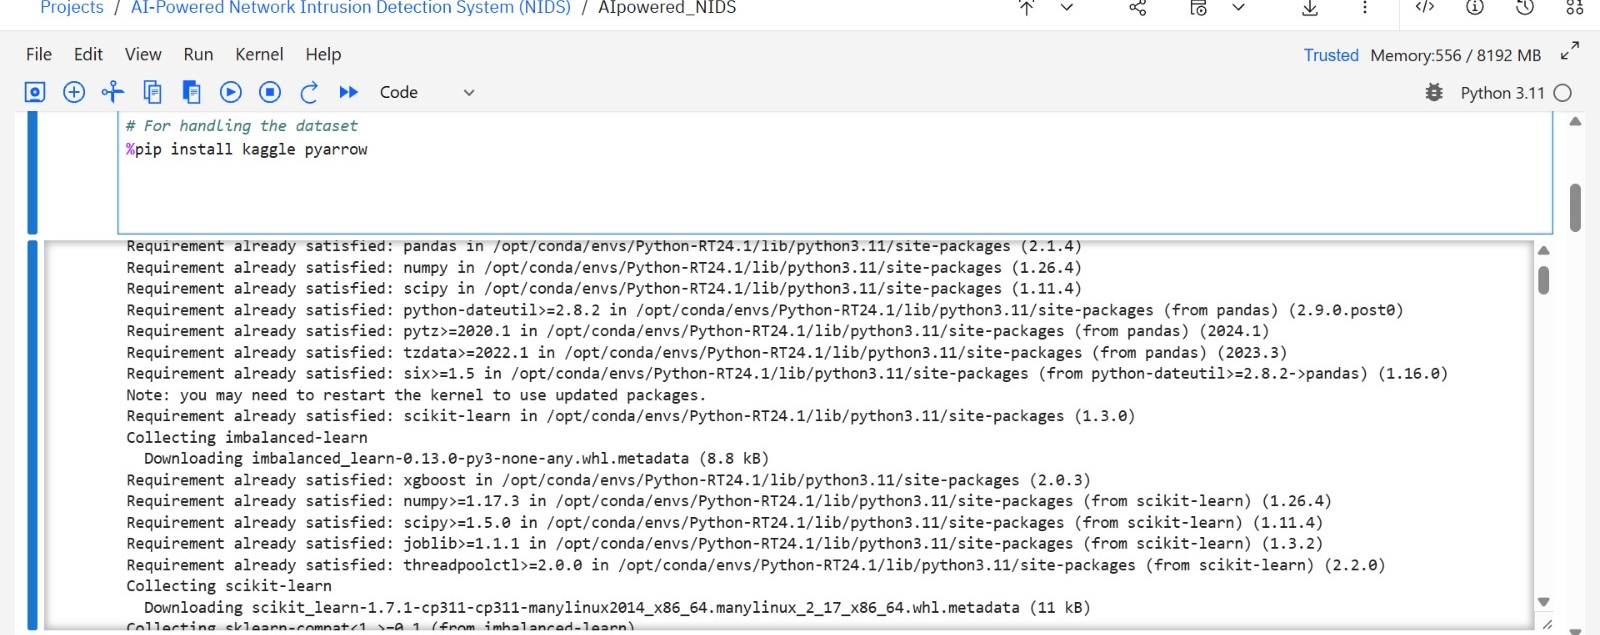 Projects / AI-Powered Network Intrusion Detection System (NIDS) / AIpowered_NIDS
File Edit View Run Kernel Help
Trusted Memory:556 / 8192 MB
Code
Python 3.11
# For handling the dataset
%pip install kaggle pyarrow
Requirement already satisfied: pandas in /opt/conda/envs/Python-RT24.1/lib/python3.11/site-packages (2.1.4)
Requirement already satisfied: numpy in /opt/conda/envs/Python-RT24.1/lib/python3.11/site-packages (1.26.4)
Requirement already satisfied: scipy in /opt/conda/envs/Python-RT24.1/lib/python3.11/site-packages (1.11.4)
Requirement already satisfied: python-dateutil>=2.8.2 in /opt/conda/envs/Python-RT24.1/lib/python3.11/site-packages (from pandas) (2.9.0.post0)
Requirement already satisfied: pytz>=2020.1 in /opt/conda/envs/Python-RT24.1/lib/python3.11/site-packages (from pandas) (2024.1)
Requirement already satisfied: tzdata>=2022.1 in /opt/conda/envs/Python-RT24.1/lib/python3.11/site-packages (from pandas) (2023.3)
Requirement already satisfied: six>=1.5 in /opt/conda/envs/Python-RT24.1/lib/python3.11/site-packages (from python-dateutil>=2.8.2->pandas) (1.16.0)
Note: you may need to restart the kernel to use updated packages.
Requirement already satisfied: scikit-learn in /opt/conda/envs/Python-RT24.1/lib/python3.11/site-packages (1.3.0)
Collecting imbalanced-learn
Downloading imbalanced_learn-0.13.0-py3-none-any.whl.metadata (8.8 kB)
Requirement already satisfied: xgboost in /opt/conda/envs/Python-RT24.1/lib/python3.11/site-packages (2.0.3)
Requirement already satisfied: numpy>=1.17.3 in /opt/conda/envs/Python-RT24.1/lib/python3.11/site-packages (from scikit-learn) (1.26.4)
Requirement already satisfied: scipy>=1.5.0 in /opt/conda/envs/Python-RT24.1/lib/python3.11/site-packages (from scikit-learn) (1.11.4)
Requirement already satisfied: joblib>=1.1.1 in /opt/conda/envs/Python-RT24.1/lib/python3.11/site-packages (from scikit-learn) (1.3.2)
Requirement already satisfied: threadpoolctl>=2.0.0 in /opt/conda/envs/Python-RT24.1/lib/python3.11/site-packages (from scikit-learn) (2.2.0)
Collecting scikit-learn
Downloading scikit_learn-1.7.1-cp311-cp311-manylinux2014_x86_64.manylinux_2_17_x86_64.whl.metadata (11 kB)
Collecting sklearn-compat<1,>=0.1 (from imbalanced-learn)